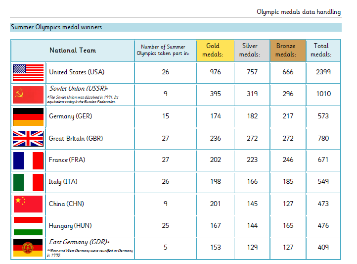 Olympic medals data handling
Summer Olympics medal winners
National Team
Number of Summer Olympics taken part in:
Gold medals:
Silver medals:
Bronze medals:
Total medals:
United States (USA) 26 976 757 666 2399
Soviet Union (USSR)* 9 395 319 296 1010
Germany (GER) 15 174 182 217 573
Great Britain (GBR) 27 236 272 272 780
France (FRA) 27 202 223 246 671
Italy (ITA) 26 198 166 185 549
China (CHN) 9 201 145 127 473
Hungary (HUN) 25 167 144 165 476
East Germany (GDR)* 5 153 129 127 409